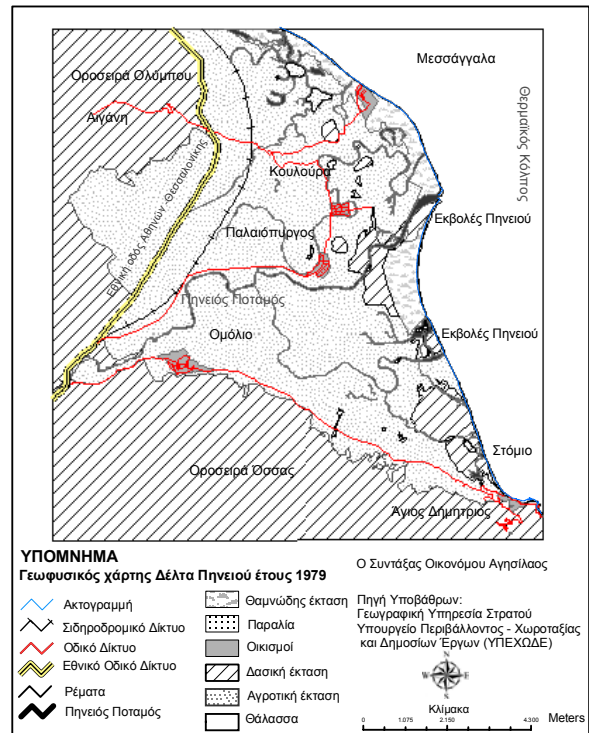 Μεσσάγγαλα
Οροσειρά Ολύμπου
Θερμαϊκός Κόλπος
Αιγάνη
Εθνική οδός Αθηνών Θεσσαλονίκης
Κουλούρα
Εκβολές Πηνειού
Παλαιόπυργος
Πηνειός Ποταμός
Ομόλιο
Εκβολές Πηνειού
Στόμιο
Οροσειρά Όσσας
Άγιος Δήμητριος
ΥΠΟΜΝΗΜΑ
Γεωφυσικός χάρτης Δέλτα Πηνειού έτους 1979
Ακτογραμμή
Σιδηροδρομικό Δίκτυο
Οδικό Δίκτυο
Εθνικό Οδικό Δίκτυο
Ρέματα
Πηνειός Ποταμός
Θαμνώδης έκταση
Παραλία
Οικισμοί
Δασική έκταση
Αγροτική έκταση
Θάλασσα
Ο Συντάξας Οικονόμου Αγησίλαος
Πηγή Υποβάθρων:
Γεωγραφική Υπηρεσία Στρατού
Υπουργείο Περιβάλλοντος - Χωροταξίας
και Δημοσίων Έργων (ΥΠΕΧΩΔΕ)
N
W E
S
Κλίμακα
0 1.075 2.150 4.300 Meters